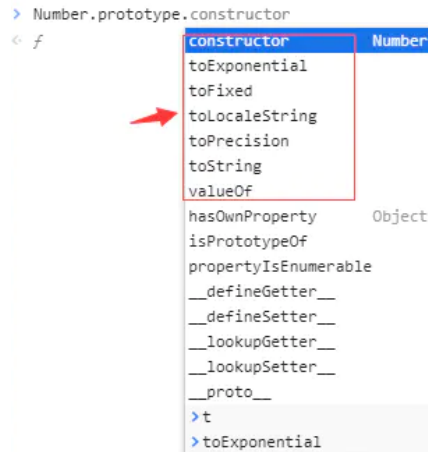 > Number.prototype.constructor
< f
constructor Number
toExponential
toFixed
toLocaleString
toPrecision
toString
valueOf
hasOwnProperty Object
isPrototypeOf
propertyIsEnumerable
__defineGetter__
__defineSetter__
__lookupGetter__
__lookupSetter__
__proto__
>t
>toExponential